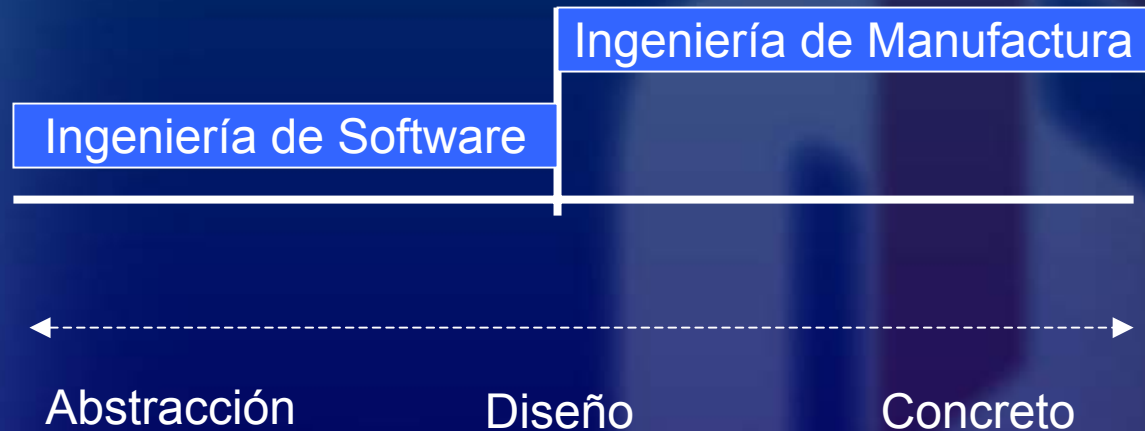 Ingeniería de Manufactura
Ingeniería de Software
Abstracción Diseño Concreto